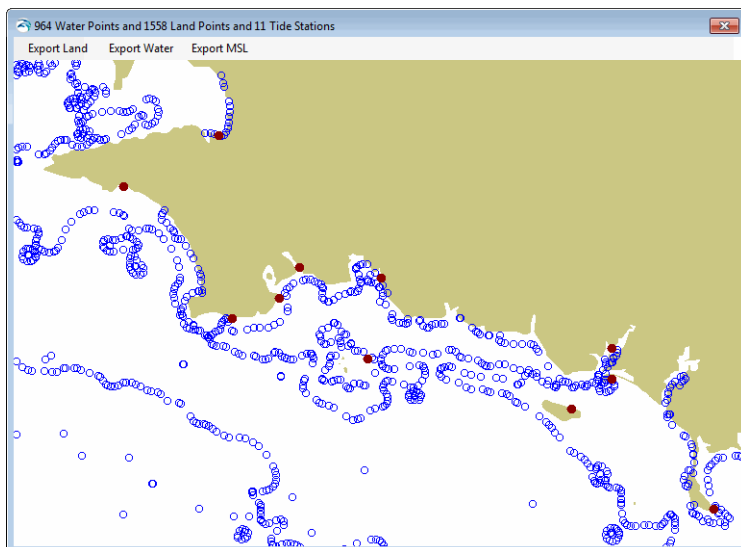 964 Water Points and 1558 Land Points and 11 Tide Stations
Export Land Export Water Export MSL